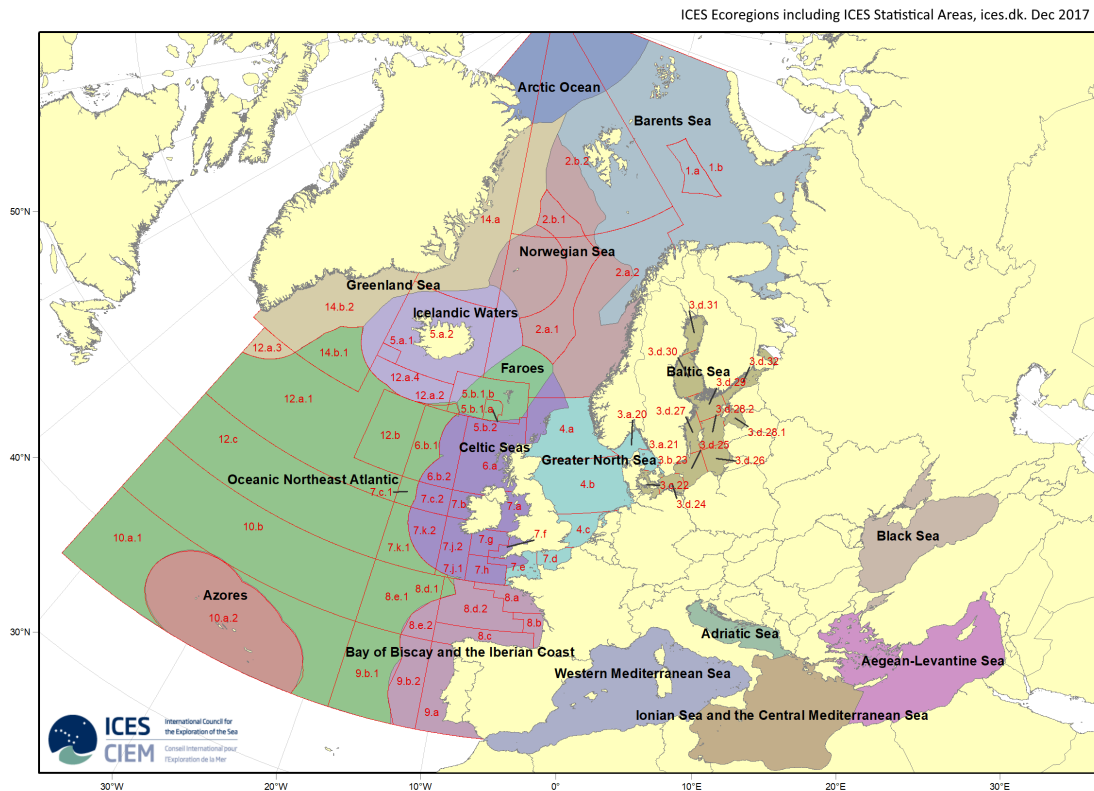 ICES Ecoregions including ICES Statistical Areas, ices.dk. Dec 2017
Arctic Ocean
Barents Sea
2.b.2
1.a
1.b
50°N
14.a
2.b.1
Norwegian Sea
2.a.2
Greenland Sea
14.b.2
Icelandic Waters
3.d.31
5.a.1
5.a.2
2.a.1
12.a.3
14.b.1
3.d.30
3.d.32
Faroes
Baltic Sea
12.a.4
3.d.29
12.a.2
5.b.1.b
12.a.1
5.b.1.a
3.a.20
3.d.27
3.d.28.2
5.b.2
4.a
3.d.28.1
12.c
12.b
6.b.1
Celtic Seas
3.a.21
3.d.25
40°N
6.a
Greater North Sea
3.b.23
3.d.26
Oceanic Northeast Atlantic
6.b.2
4.b
3.c.22
7.c.1
7.c.2
7.b
7.a
3.d.24
10.b
7.k.2
4.c
10.a.1
7.f
Black Sea
7.k.1
7.j.2
7.g
7.d
7.j.1
7.h
7.e
Azores
8.e.1
8.d.1
8.a
8.d.2
10.a.2
8.e.2
8.b
30°N
8.c
Adriatic Sea
Bay of Biscay and the Iberian Coast
Aegean-Levantine Sea
9.b.1
9.b.2
Western Mediterranean Sea
9.a
Ionian Sea and the Central Mediterranean Sea
ICES
CIEM
International Council for
the Exploration of the Sea
Conseil International pour
l'Exploration de la Mer
30°W
20°W
10°W
0°
10°E
20°E
30°E